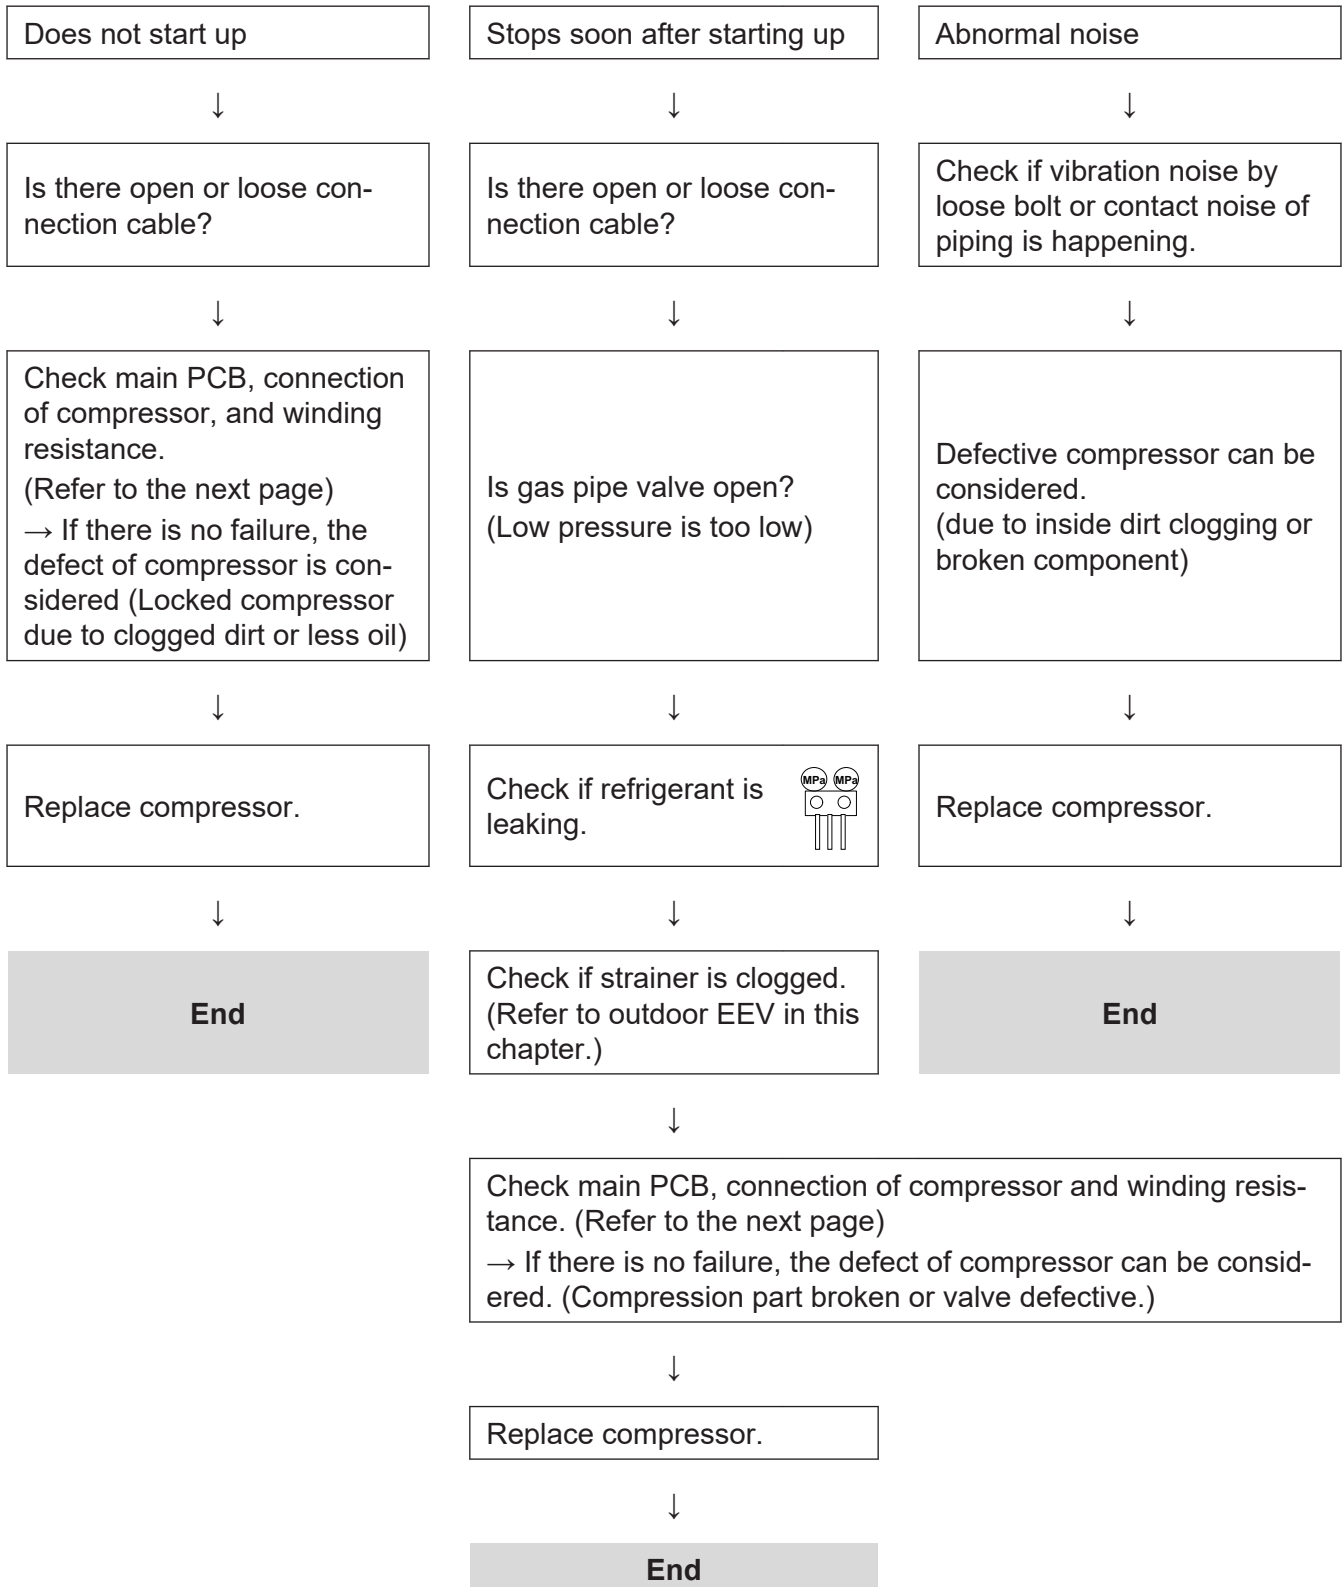 Does not start up
Stops soon after starting up
Abnormal noise
↓
↓
↓
Is there open or loose con-
nection cable?
Is there open or loose con-
nection cable?
Check if vibration noise by
loose bolt or contact noise of
piping is happening.
↓
↓
↓
Check main PCB, connection
of compressor, and winding
resistance.
(Refer to the next page)
→ If there is no failure, the
defect of compressor is con-
sidered (Locked compressor
due to clogged dirt or less oil)
Is gas pipe valve open?
(Low pressure is too low)
Defective compressor can be
considered.
(due to inside dirt clogging or
broken component)
↓
↓
↓
Replace compressor.
Check if refrigerant is
leaking.
MPa MPa
Replace compressor.
↓
↓
↓
End
Check if strainer is clogged.
(Refer to outdoor EEV in this
chapter.)
End
↓
Check main PCB, connection of compressor and winding resis-
tance. (Refer to the next page)
→ If there is no failure, the defect of compressor can be consid-
ered. (Compression part broken or valve defective.)
↓
Replace compressor.
↓
End